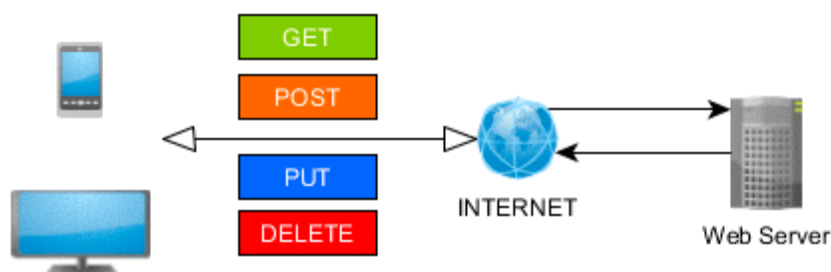 GET
POST
PUT
DELETE
INTERNET
Web Server